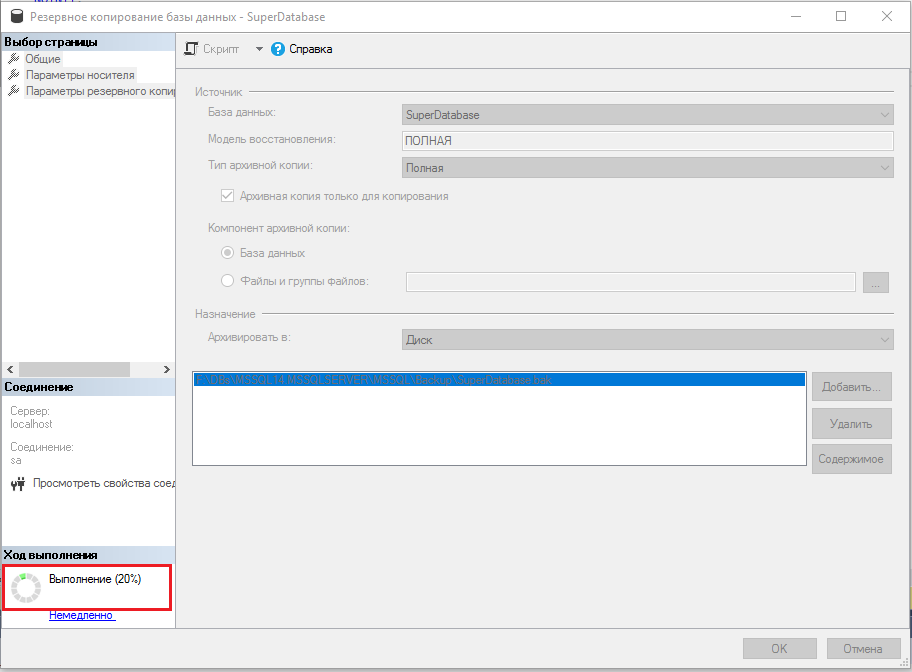 Резервное копирование базы данных - SuperDatabase
Выбор страницы
Общие
Параметры носителя
Параметры резервного копир
Скрипт
Справка
Источник
База данных:
SuperDatabase
Модель восстановления:
ПОЛНАЯ
Тип архивной копии:
Полная
Архивная копия только для копирования
Компонент архивной копии:
База данных
Файлы и группы файлов:
...
Назначение
Архивировать в:
Диск
\MSSQL14.MSSQLSERVER\MSSQL\Backup\SuperDatabase.bak
Добавить...
Удалить
Содержимое
Соединение
Сервер:
localhost
Соединение:
sa
Просмотреть свойства соед
Ход выполнения
Выполнение (20%)
Немедленно
OK
Отмена